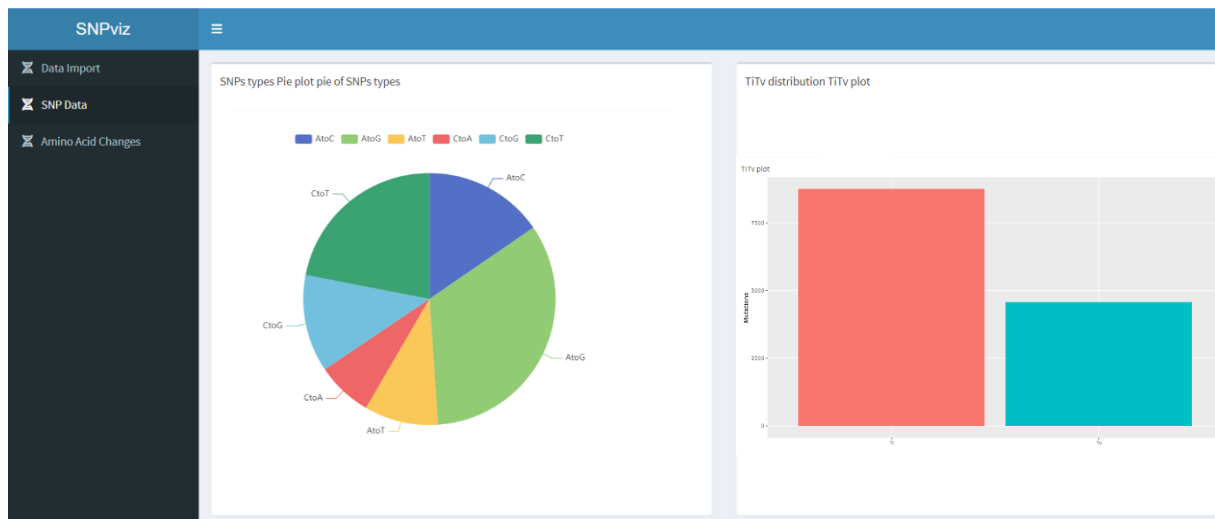 SNPviz
Data Import
SNP Data
Amino Acid Changes
SNPs types Pie plot pie of SNPs types
AtoC AtoG AtoT CtoA CtoG CtoT
AtoC
CtoT
CtoG
AtoG
CtoA
AtoT
TiTv distribution TiTv plot
TiTv plot
7500
5000
2500
0
Mutations
Ti
Tv